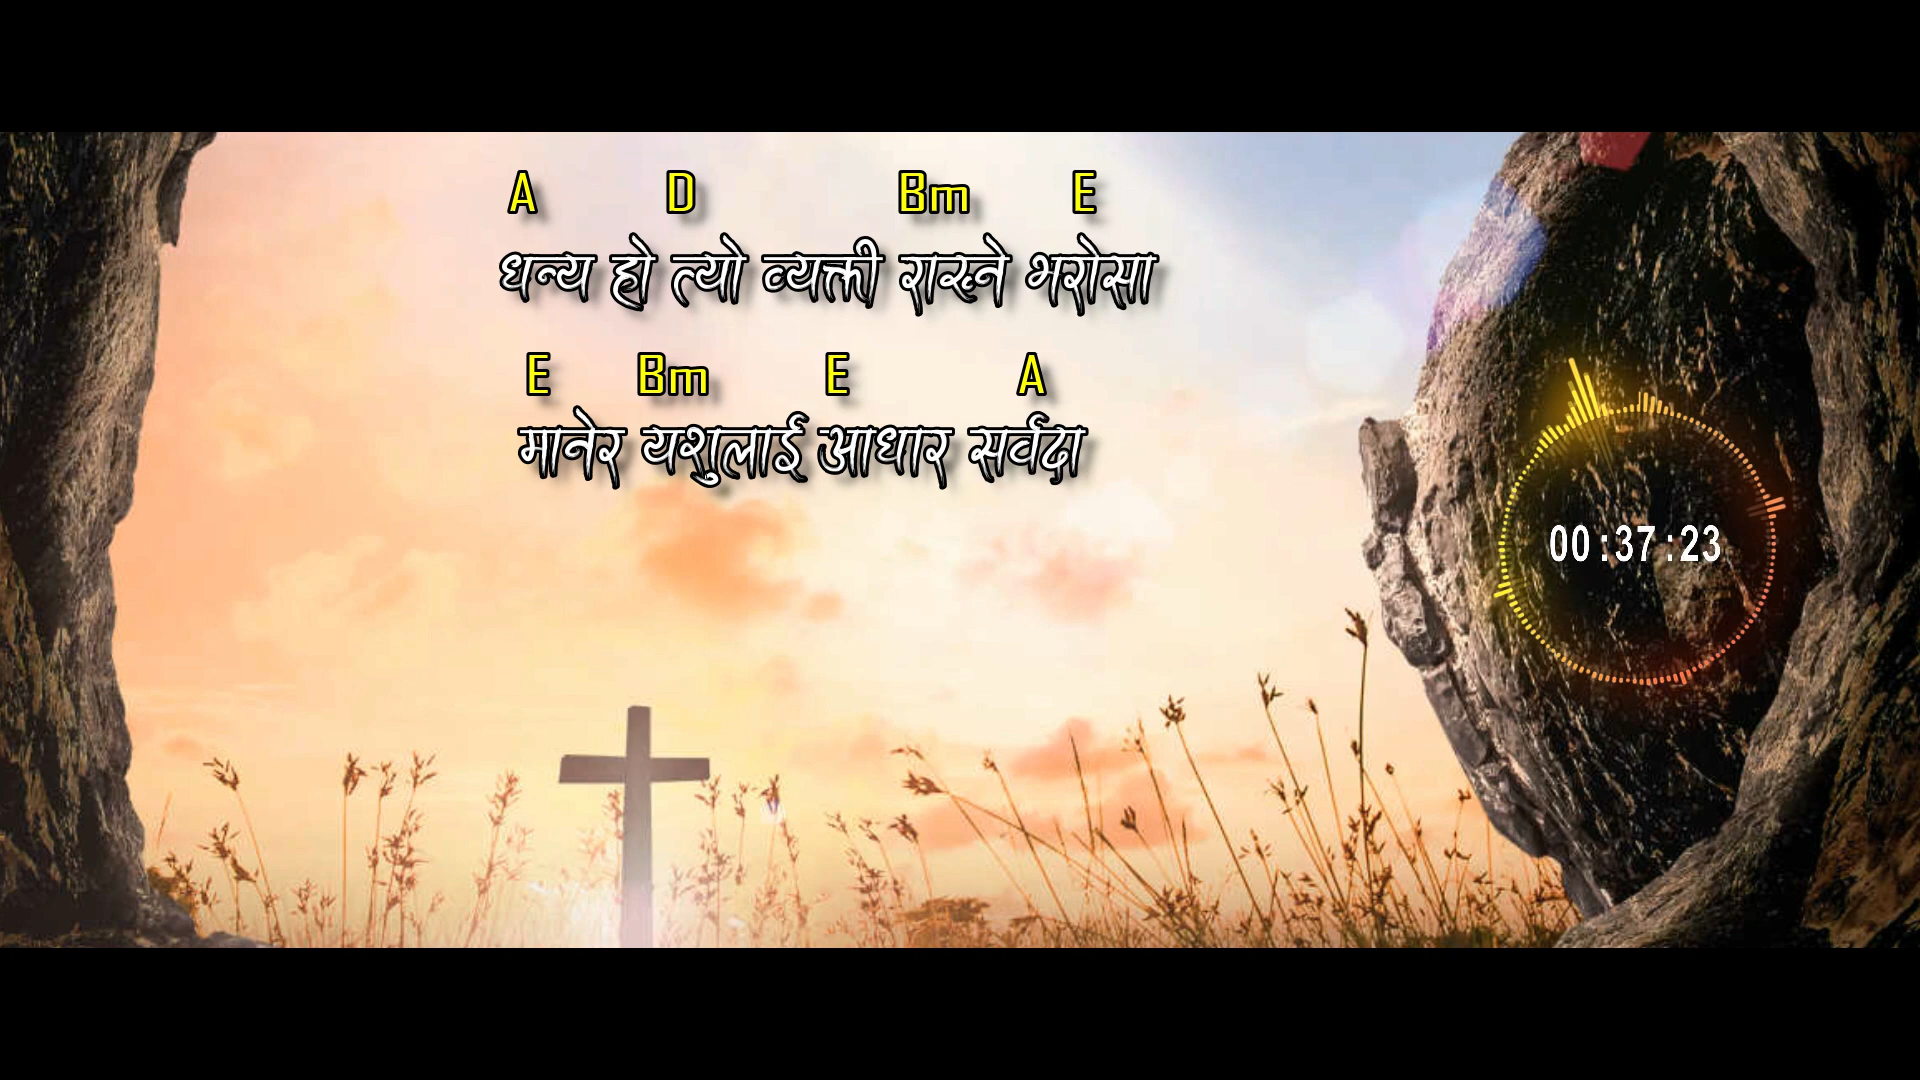 A D Bm E
धन्य हो त्यो व्यक्ती राख्ने भरोसा
E Bm E A
मानेर यशुलाई आधार सर्वदा
00:37:23